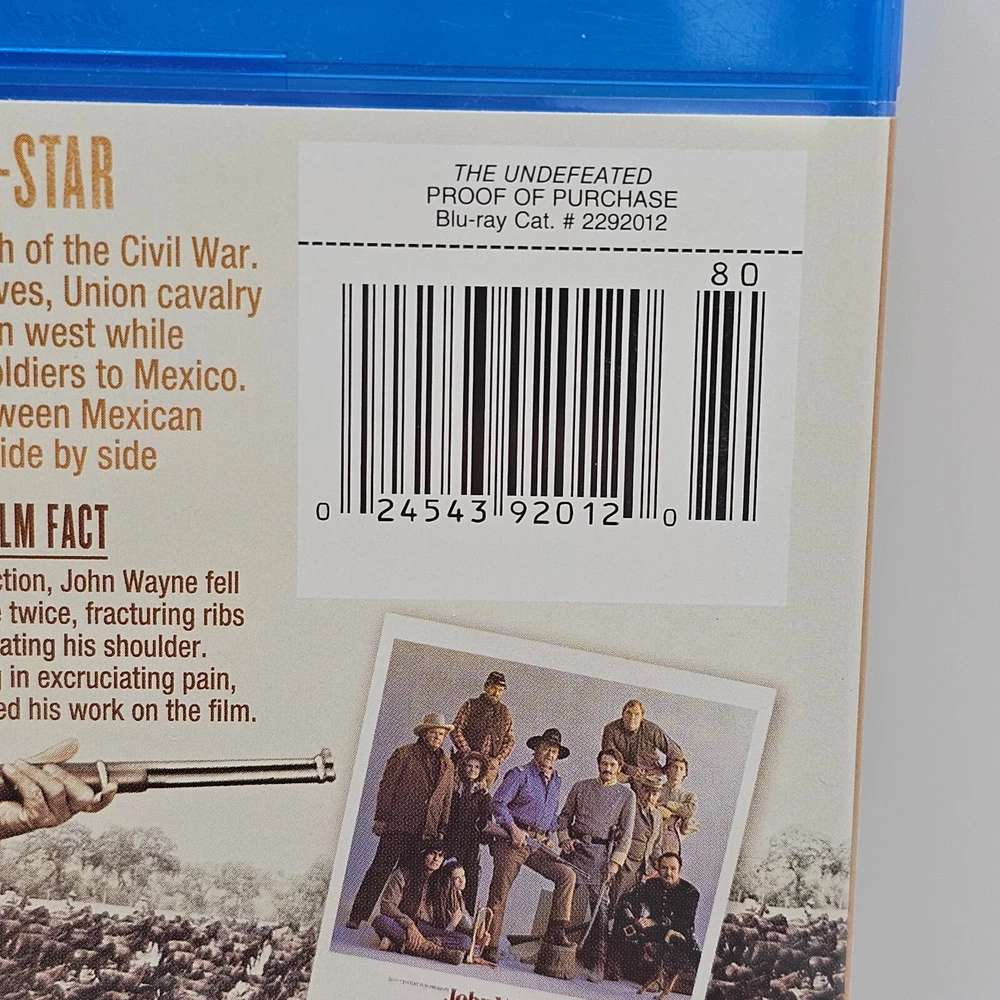 -STAR
THE UNDEFEATED
PROOF OF PURCHASE
Blu-ray Cat. # 2292012
80
0 24543 92012 0
h of the Civil War.
ves, Union cavalry
n west while
oldiers to Mexico.
ween Mexican
ide by side
LM FACT
ction, John Wayne fell
e twice, fracturing ribs
ating his shoulder.
g in excruciating pain,
ed his work on the film.
John